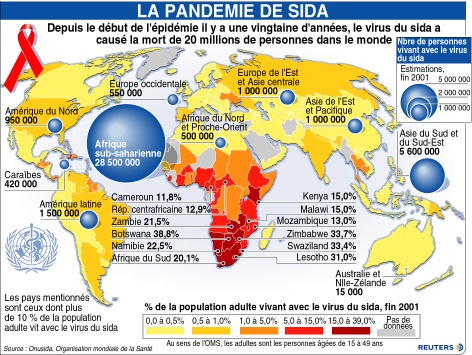 LA PANDEMIE DE SIDA
Depuis le début de l'épidémie il y a une vingtaine d'années, le virus du sida a
causé la mort de 20 millions de personnes dans le monde
Nbre de personnes
vivant avec le virus
du sida
Estimations,
fin 2001
5 000 000
2 000 000
1 000 000
Europe occidentale
550 000
Europe de l'Est
et Asie centrale
1 000 000
Amérique du Nord
950 000
Asie de l'Est
et Pacifique
1 000 000
Afrique du Nord
et Proche-Orient
500 000
Afrique
sub-saharienne
28 500 000
Asie du Sud et
du Sud-Est
5 600 000
Caraïbes
420 000
Amérique latine
1 500 000
Cameroun 11,8%
Rép. centrafricaine 12,9%
Zambie 21,5%
Botswana 38,8%
Namibie 22,5%
Afrique du Sud 20,1%
Kenya 15,0%
Malawi 15,0%
Mozambique 13,0%
Zimbabwe 33,7%
Swaziland 33,4%
Lesotho 31,0%
Australie et
Nlle-Zélande
15 000
Les pays mentionnés
sont ceux dont plus
de 10 % de la population
adulte vit avec le virus du sida
% de la population adulte vivant avec le virus du sida, fin 2001
0,0 à 0,5%
0,5 à 1,0%
1,0 à 5,0%
5,0 à 15,0%
15.0 à 39.0%
Pas de
données
Au sens de l'OMS, les adultes sont les personnes âgées de 15 à 49 ans
Source : Onusida, Organisation mondiale de la Santé
REUTERS